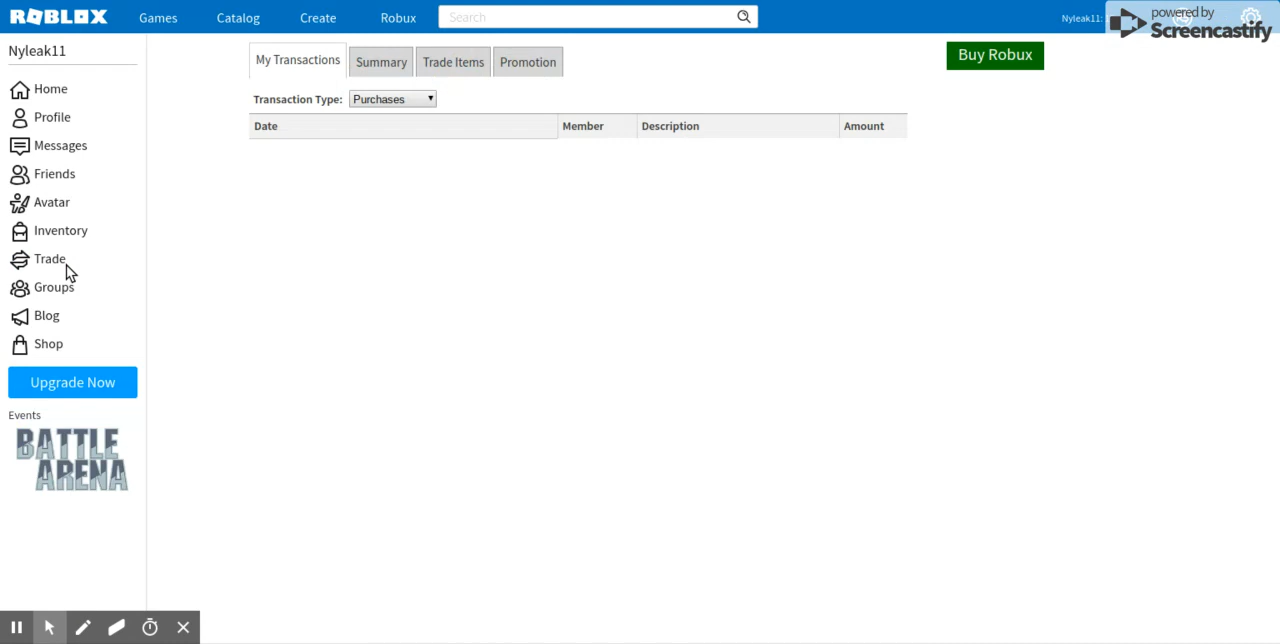 ROBLOX Games Catalog Create Robux Search Nyleak11:
powered by
Screencastify
Nyleak11
Home
Profile
Messages
Friends
Avatar
Inventory
Trade
Groups
Blog
Shop
Upgrade Now
Events
BATTLE
ARENA
My Transactions Summary Trade Items Promotion
Buy Robux
Transaction Type: Purchases
Date Member Description Amount